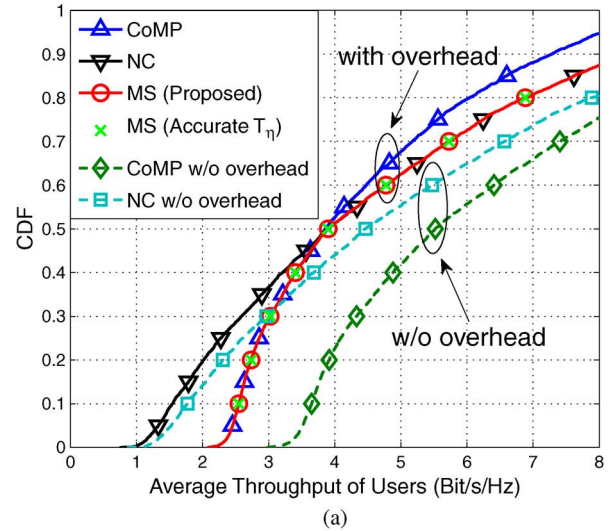 1
0.9
0.8
0.7
0.6
0.5
0.4
0.3
0.2
0.1
0
CDF
CoMP
NC
MS (Proposed)
MS (Accurate Tη)
CoMP w/o overhead
NC w/o overhead
with overhead
w/o overhead
0 1 2 3 4 5 6 7 8
Average Throughput of Users (Bit/s/Hz)
(a)